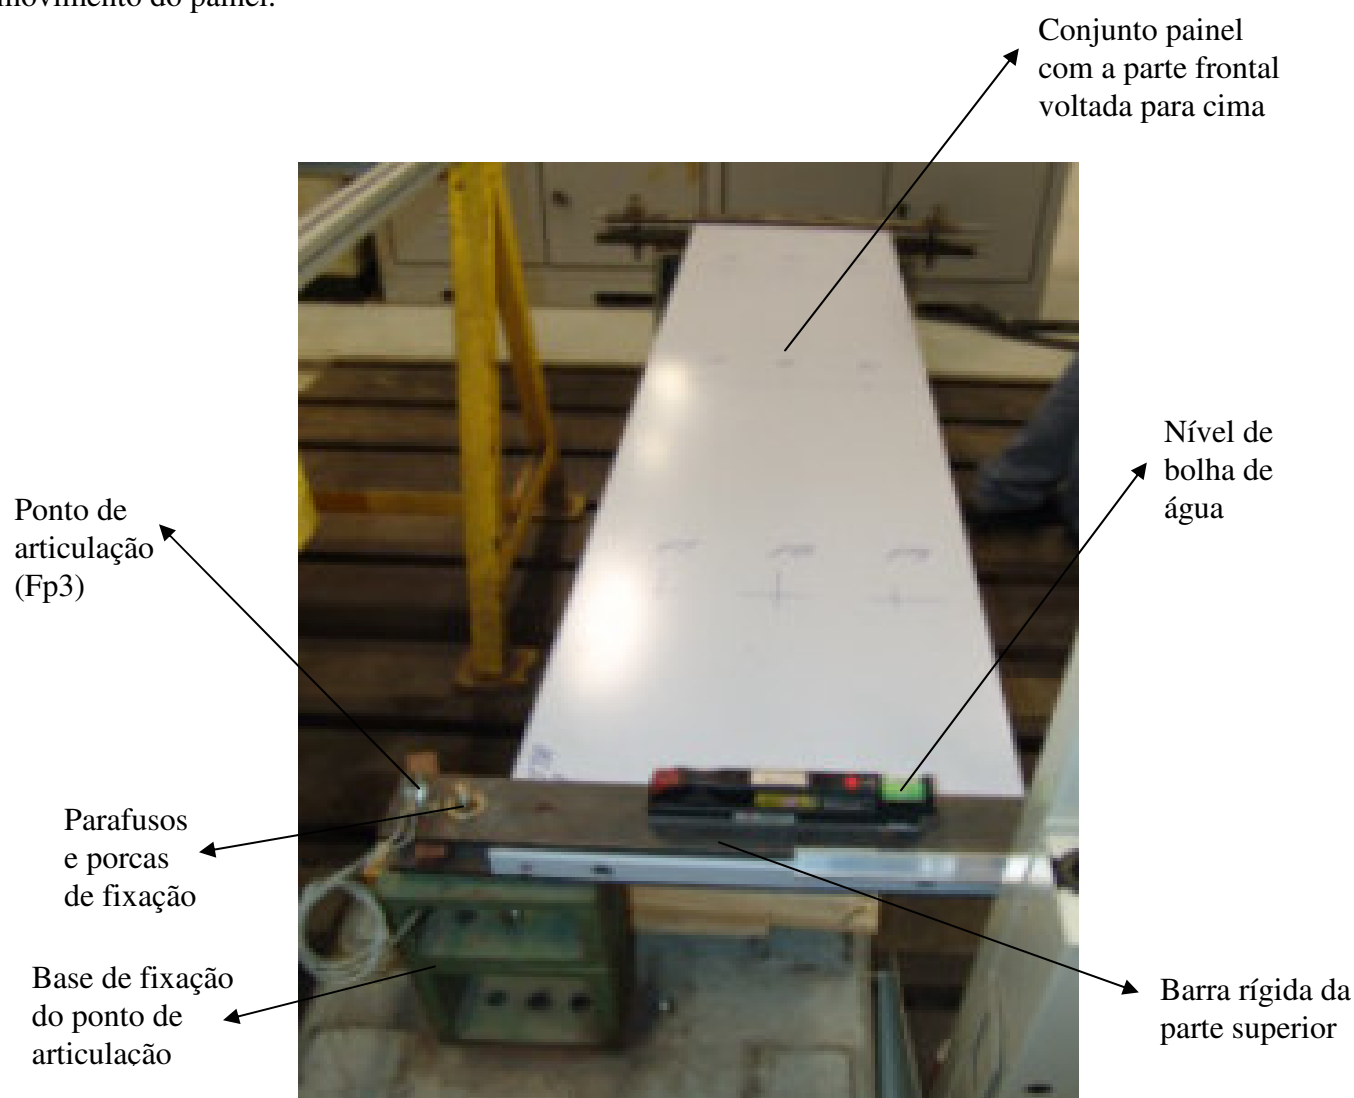 movimento do painel.
Conjunto painel
com a parte frontal
voltada para cima
Nível de
bolha de
água
Ponto de
articulação
(Fp3)
Parafusos
e porcas
de fixação
Base de fixação
do ponto de
articulação
Barra rígida da
parte superior